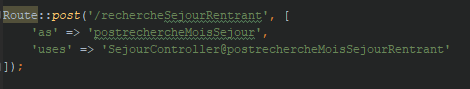 Route::post('/rechercheSejourRentrant', [
'as' => 'postrechercheMoisSejour',
'uses' => 'SejourController@postrechercheMoisSejourRentrant'
]);